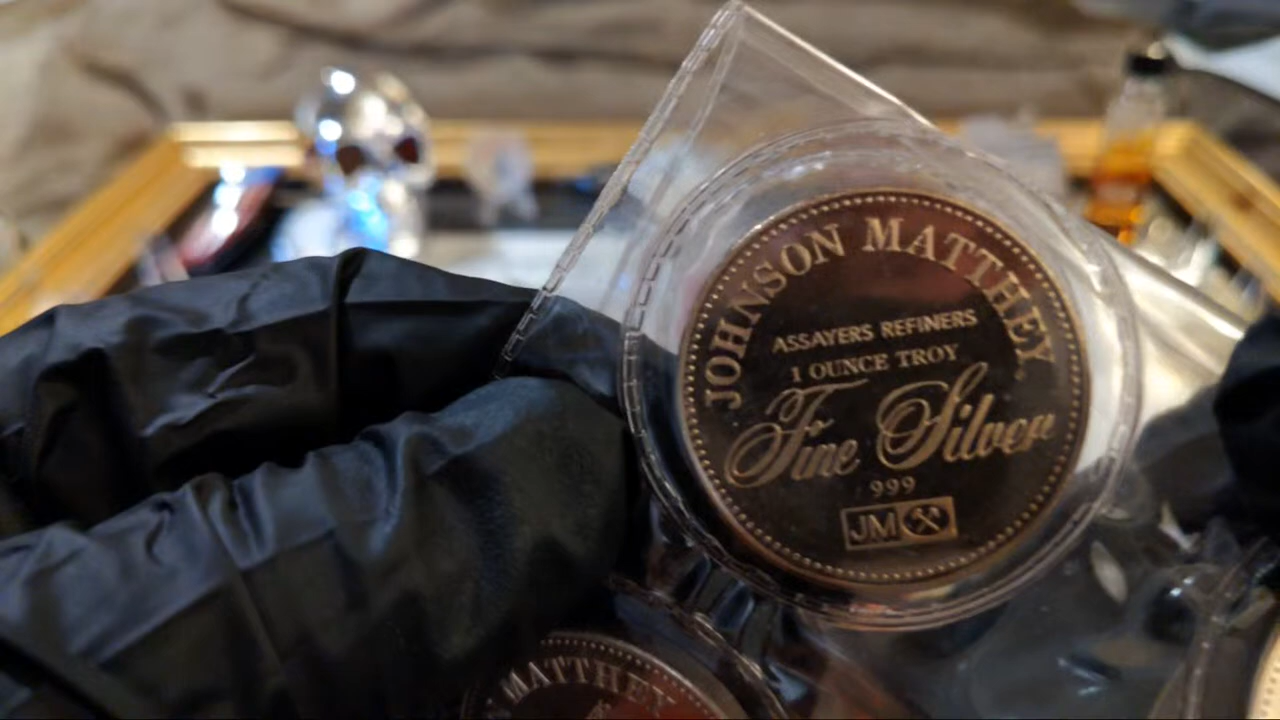 JOHNSON MATTHEY
ASSAYERS REFINERS
1 OUNCE TROY
Fine Silver
999
JM
MATTHEY